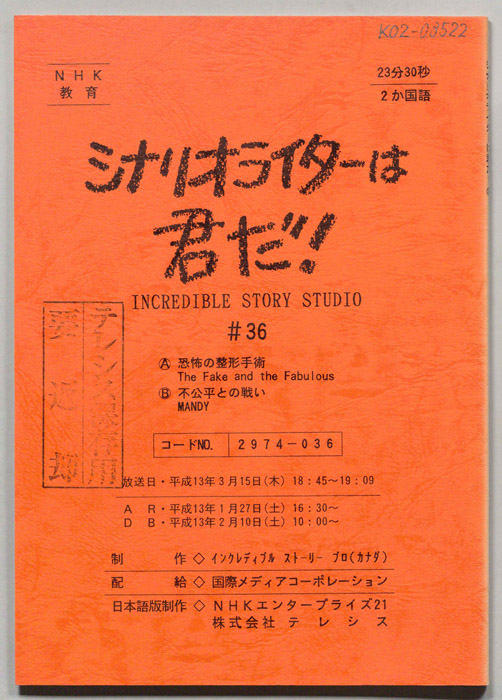 K02-09522
NHK
教育
23分30秒
2か国語
シナリオライターは
君だ!
INCREDIBLE STORY STUDIO
#36
Ⓐ 恐怖の整形手術
The Fake and the Fabulous
Ⓑ 不公平との戦い
MANDY
テレシス保存用
要返却
コードNO. 2974-036
放送日・平成13年3月15日(木) 18:45～19:09
A R・平成13年1月27日(土) 16:30～
D B・平成13年2月10日(土) 10:00～
制作◇インクレディブル ストーリー プロ(カナダ)
配給◇国際メディアコーポレーション
日本語版制作◇NHKエンタープライズ21
株式会社テレシス